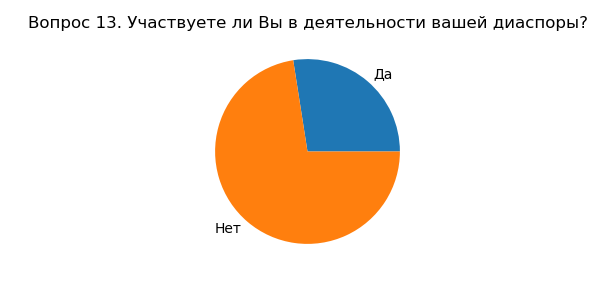 Вопрос 13. Участвуете ли Вы в деятельности вашей диаспоры?
Да
Нет